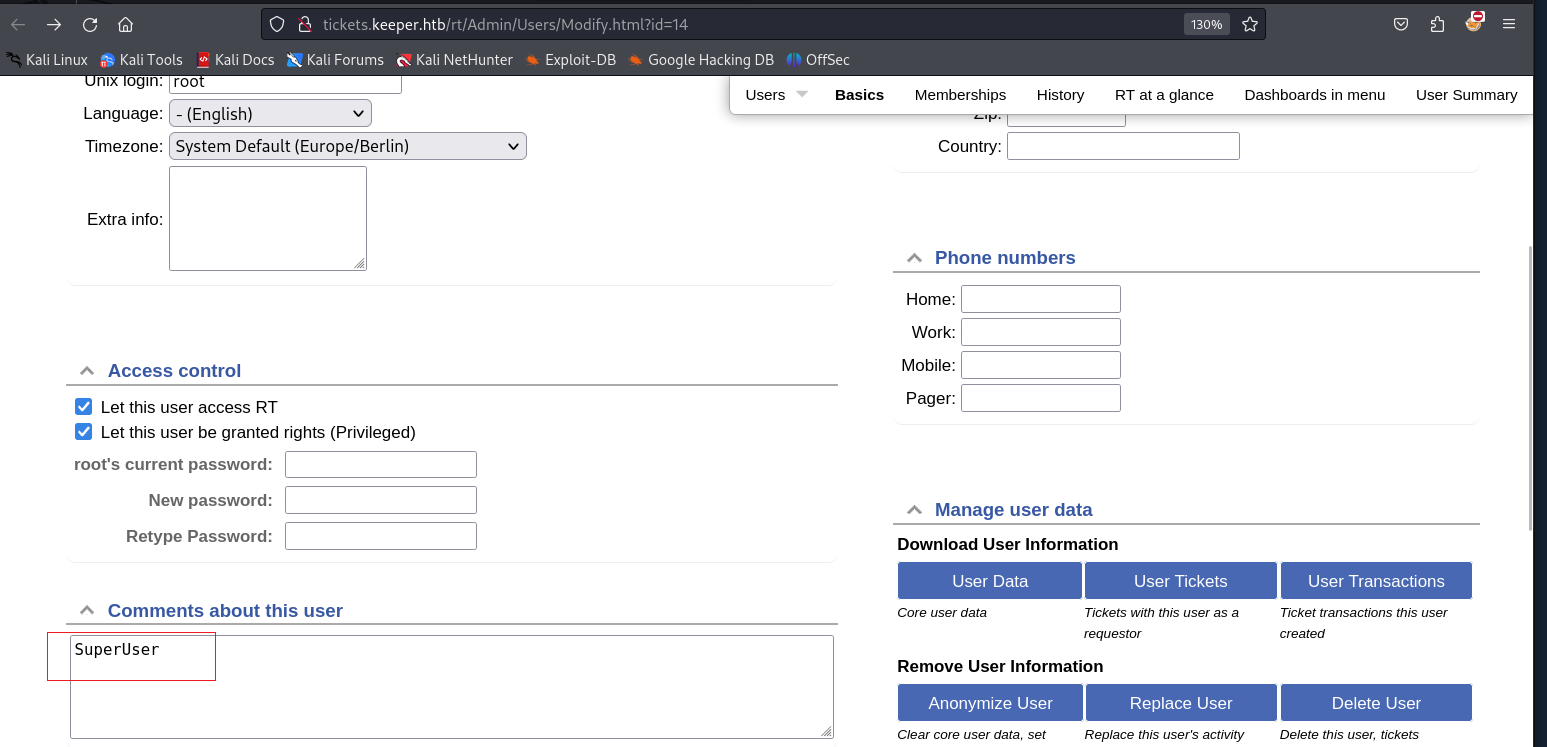 tickets.keeper.htb/rt/Admin/Users/Modify.html?id=14 130%
Kali Linux Kali Tools Kali Docs Kali Forums Kali NetHunter Exploit-DB Google Hacking DB OffSec
Users Basics Memberships History RT at a glance Dashboards in menu User Summary
Unix login: root
Language: - (English)
Timezone: System Default (Europe/Berlin)
Extra info:
Zip:
Country:
Phone numbers
Home:
Work:
Mobile:
Pager:
Access control
Let this user access RT
Let this user be granted rights (Privileged)
root's current password:
New password:
Retype Password:
Comments about this user
SuperUser
Manage user data
Download User Information
User Data User Tickets User Transactions
Core user data Tickets with this user as a Ticket transactions this user
requestor created
Remove User Information
Anonymize User Replace User Delete User
Clear core user data, set Replace this user's activity Delete this user, tickets